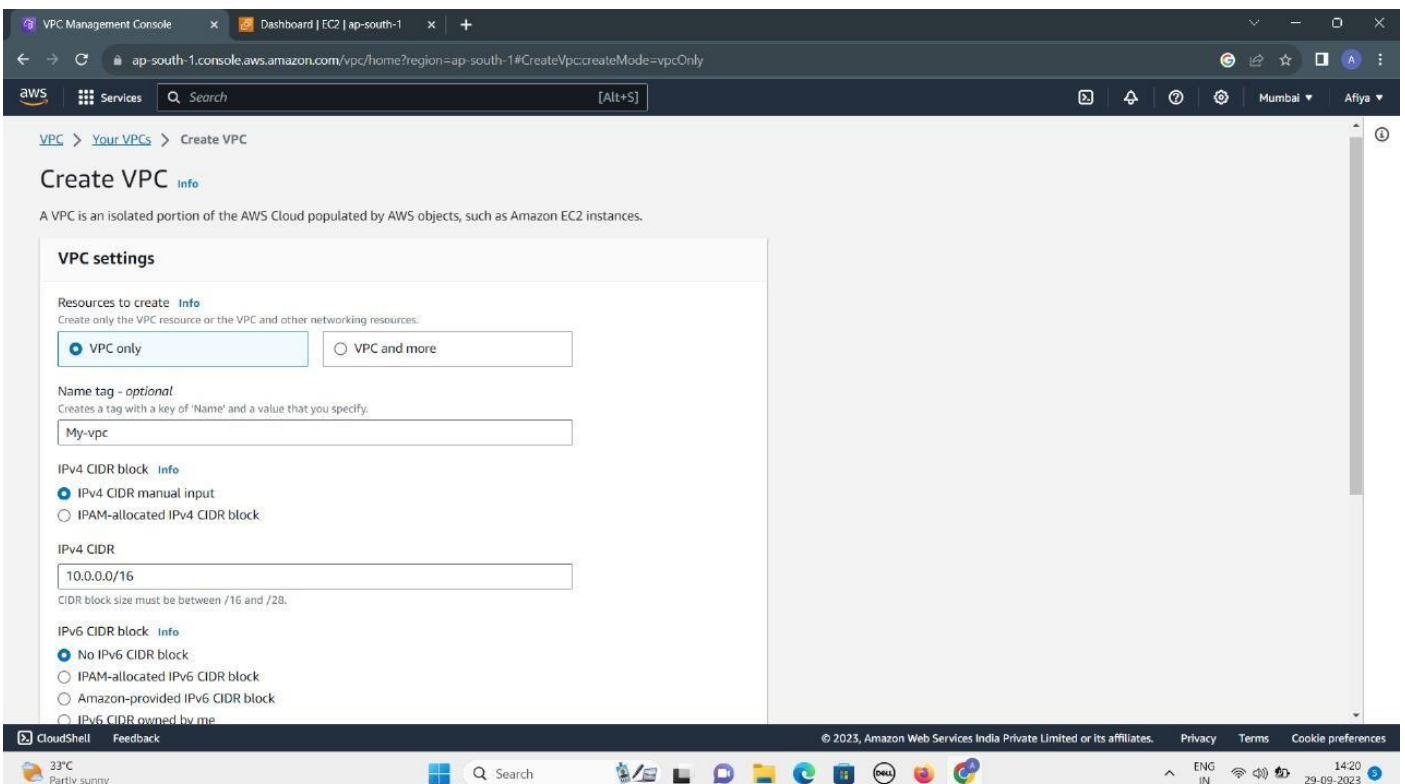 VPC Management Console
Dashboard | EC2 | ap-south-1
ap-south-1.console.aws.amazon.com/vpc/home?region=ap-south-1#CreateVpc:createMode=vpcOnly
A
aws
Services
Search
[Alt+S]
Mumbai
Afiya
VPC > Your VPCs > Create VPC
Create VPC Info
A VPC is an isolated portion of the AWS Cloud populated by AWS objects, such as Amazon EC2 instances.
VPC settings
Resources to create Info
Create only the VPC resource or the VPC and other networking resources.
VPC only
VPC and more
Name tag - optional
Creates a tag with a key of 'Name' and a value that you specify.
My-vpc
IPv4 CIDR block Info
IPv4 CIDR manual input
IPAM-allocated IPv4 CIDR block
IPv4 CIDR
10.0.0.0/16
CIDR block size must be between /16 and /28.
IPv6 CIDR block Info
No IPv6 CIDR block
IPAM-allocated IPv6 CIDR block
Amazon-provided IPv6 CIDR block
IPv6 CIDR owned by me
CloudShell Feedback
© 2023, Amazon Web Services India Private Limited or its affiliates. Privacy Terms Cookie preferences
33°C
Partly sunny
Search
DELL
ENG
IN
14:20
29-09-2023
5